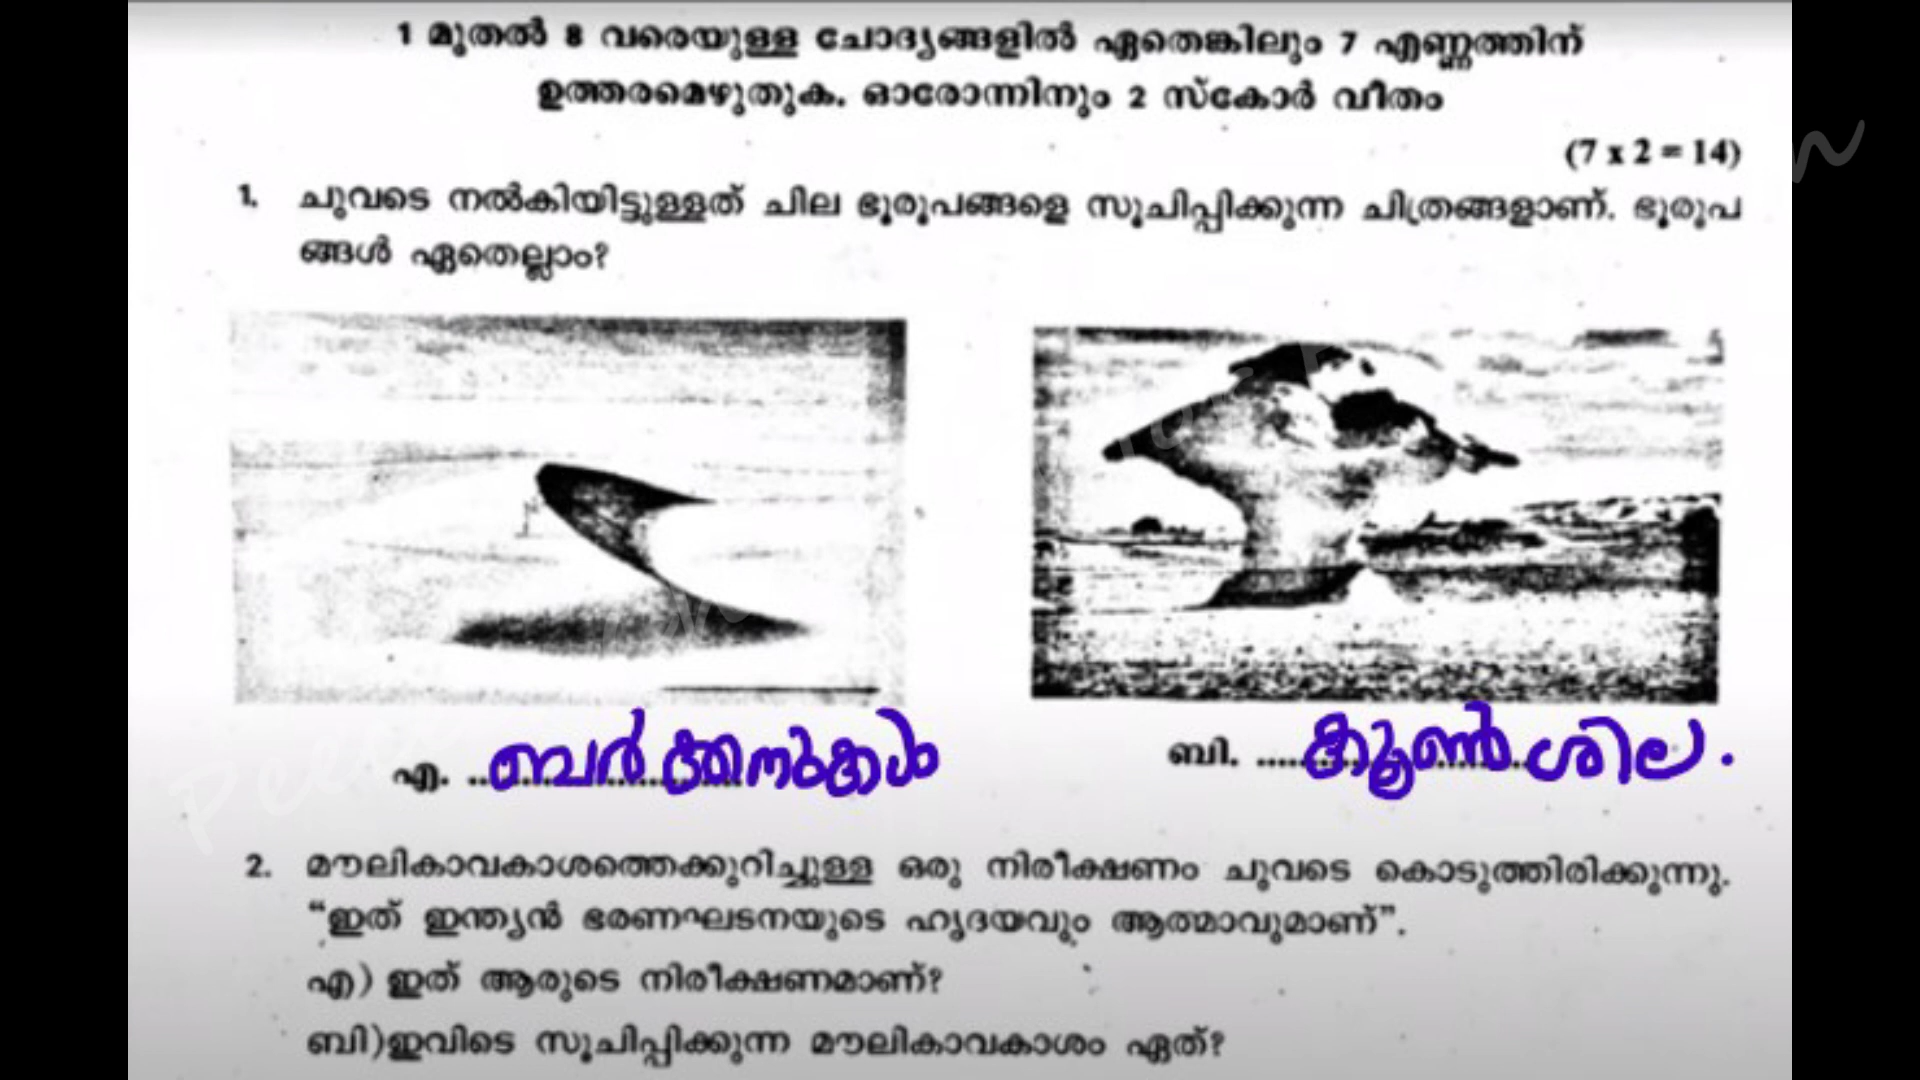 1 മുതൽ 8 വരെയുള്ള ചോദ്യങ്ങളിൽ ഏതെങ്കിലും 7 എണ്ണത്തിന്
ഉത്തരമെഴുതുക. ഓരോന്നിനും 2 സ്കോർ വീതം
(7 x 2 = 14)
1. ചുവടെ നൽകിയിട്ടുള്ളത് ചില ഭൂരൂപങ്ങളെ സൂചിപ്പിക്കുന്ന ചിത്രങ്ങളാണ്. ഭൂരൂപ
ങ്ങൾ ഏതെല്ലാം?
എ. ..... ബർക്കനുകൾ
ബി. ..... കൂൺ ശില.
2. മൗലികാവകാശത്തെക്കുറിച്ചുള്ള ഒരു നിരീക്ഷണം ചുവടെ കൊടുത്തിരിക്കുന്നു.
“ഇത് ഇന്ത്യൻ ഭരണഘടനയുടെ ഹൃദയവും ആത്മാവുമാണ്”.
എ) ഇത് ആരുടെ നിരീക്ഷണമാണ്?
ബി)ഇവിടെ സൂചിപ്പിക്കുന്ന മൗലികാവകാശം ഏത്?